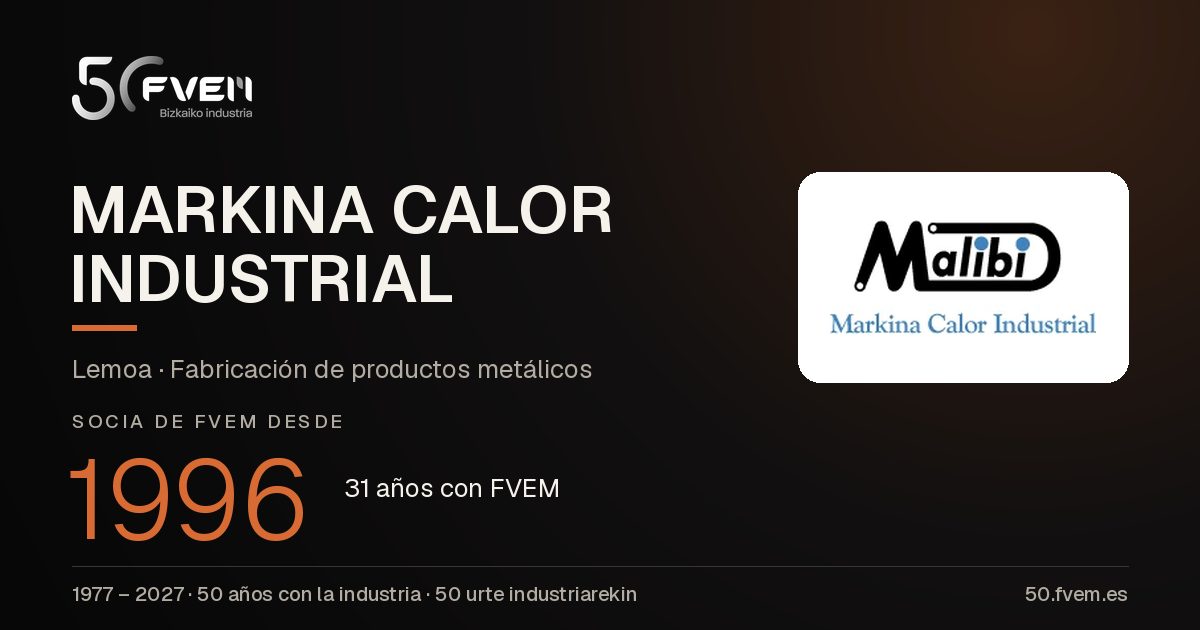 50 FVEM
Bizkaiko industria
MARKINA CALOR
INDUSTRIAL
Malibi
Markina Calor Industrial
Lemoa · Fabricación de productos metálicos
SOCIA DE FVEM DESDE
1996
31 años con FVEM
1977 – 2027 · 50 años con la industria · 50 urte industriarekin
50.fvem.es